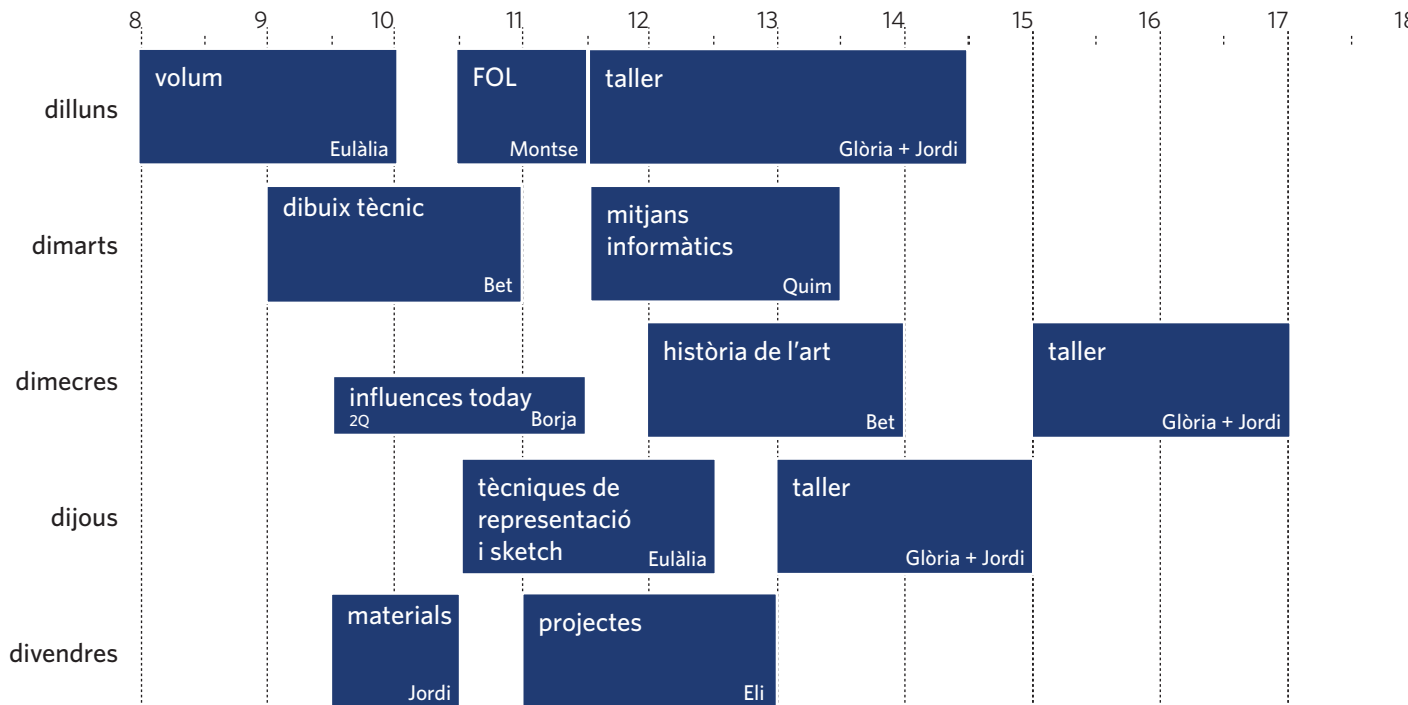 8 9 10 11 12 13 14 15 16 17 18
dilluns
volum
Eulàlia
FOL
Montse
taller
Glòria + Jordi
dimarts
dibuix tècnic
Bet
mitjans
informàtics
Quim
dimecres
influences today
2Q Borja
història de l’art
Bet
taller
Glòria + Jordi
dijous
tècniques de
representació
i sketch
Eulàlia
taller
Glòria + Jordi
divendres
materials
Jordi
projectes
Eli